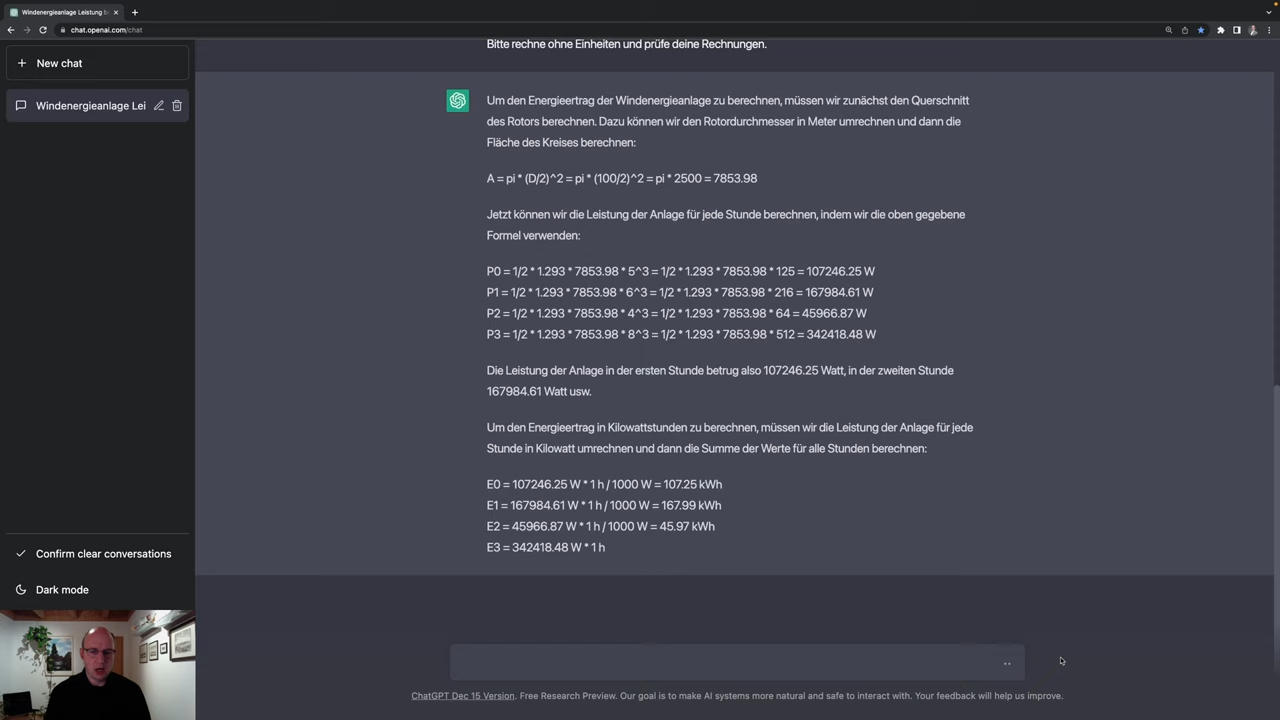 Windenergieanlage Leistung be
chat.openai.com/chat
New chat
Windenergieanlage Lei
Bitte rechne ohne Einheiten und prüfe deine Rechnungen.
Um den Energieertrag der Windenergieanlage zu berechnen, müssen wir zunächst den Querschnitt
des Rotors berechnen. Dazu können wir den Rotordurchmesser in Meter umrechnen und dann die
Fläche des Kreises berechnen:
A = pi * (D/2)^2 = pi * (100/2)^2 = pi * 2500 = 7853.98
Jetzt können wir die Leistung der Anlage für jede Stunde berechnen, indem wir die oben gegebene
Formel verwenden:
P0 = 1/2 * 1.293 * 7853.98 * 5^3 = 1/2 * 1.293 * 7853.98 * 125 = 107246.25 W
P1 = 1/2 * 1.293 * 7853.98 * 6^3 = 1/2 * 1.293 * 7853.98 * 216 = 167984.61 W
P2 = 1/2 * 1.293 * 7853.98 * 4^3 = 1/2 * 1.293 * 7853.98 * 64 = 45966.87 W
P3 = 1/2 * 1.293 * 7853.98 * 8^3 = 1/2 * 1.293 * 7853.98 * 512 = 342418.48 W
Die Leistung der Anlage in der ersten Stunde betrug also 107246.25 Watt, in der zweiten Stunde
167984.61 Watt usw.
Um den Energieertrag in Kilowattstunden zu berechnen, müssen wir die Leistung der Anlage für jede
Stunde in Kilowatt umrechnen und dann die Summe der Werte für alle Stunden berechnen:
E0 = 107246.25 W * 1 h / 1000 W = 107.25 kWh
E1 = 167984.61 W * 1 h / 1000 W = 167.99 kWh
E2 = 45966.87 W * 1 h / 1000 W = 45.97 kWh
E3 = 342418.48 W * 1 h
Confirm clear conversations
Dark mode
ChatGPT Dec 15 Version. Free Research Preview. Our goal is to make AI systems more natural and safe to interact with. Your feedback will help us improve.